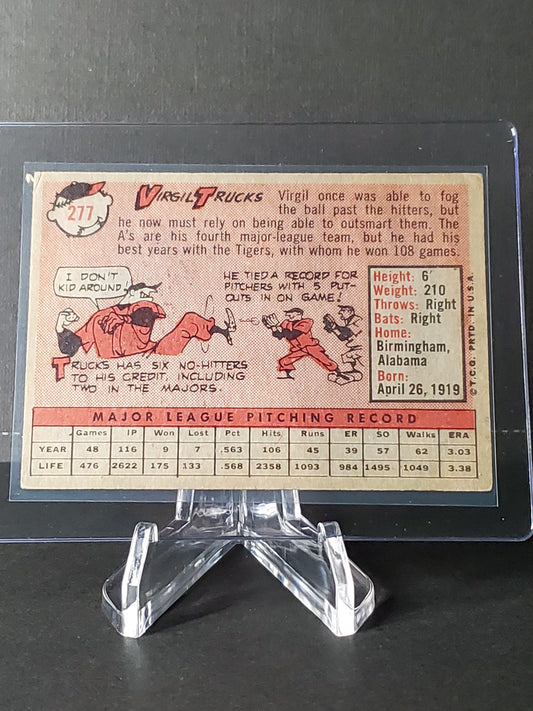 277
VIRGIL TRUCKS
Virgil once was able to fog
the ball past the hitters, but
he now must rely on being able to outsmart them. The
A's are his fourth major-league team, but he had his
best years with the Tigers, with whom he won 108 games.
I DON'T
KID AROUND
HE TIED A RECORD FOR
PITCHERS WITH 5 PUT-
OUTS IN ON GAME!
TRUCKS HAS SIX NO-HITTERS
TO HIS CREDIT, INCLUDING
TWO IN THE MAJORS.
Height: 6'
Weight: 210
Throws: Right
Bats: Right
Home:
Birmingham,
Alabama
Born:
April 26, 1919
© T.C.G. PRTD. IN U.S.A.
MAJOR LEAGUE PITCHING RECORD
Games IP Won Lost Pct Hits Runs ER SO Walks ERA
YEAR 48 116 9 7 .563 106 45 39 57 62 3.03
LIFE 476 2622 175 133 .568 2358 1093 984 1495 1049 3.38